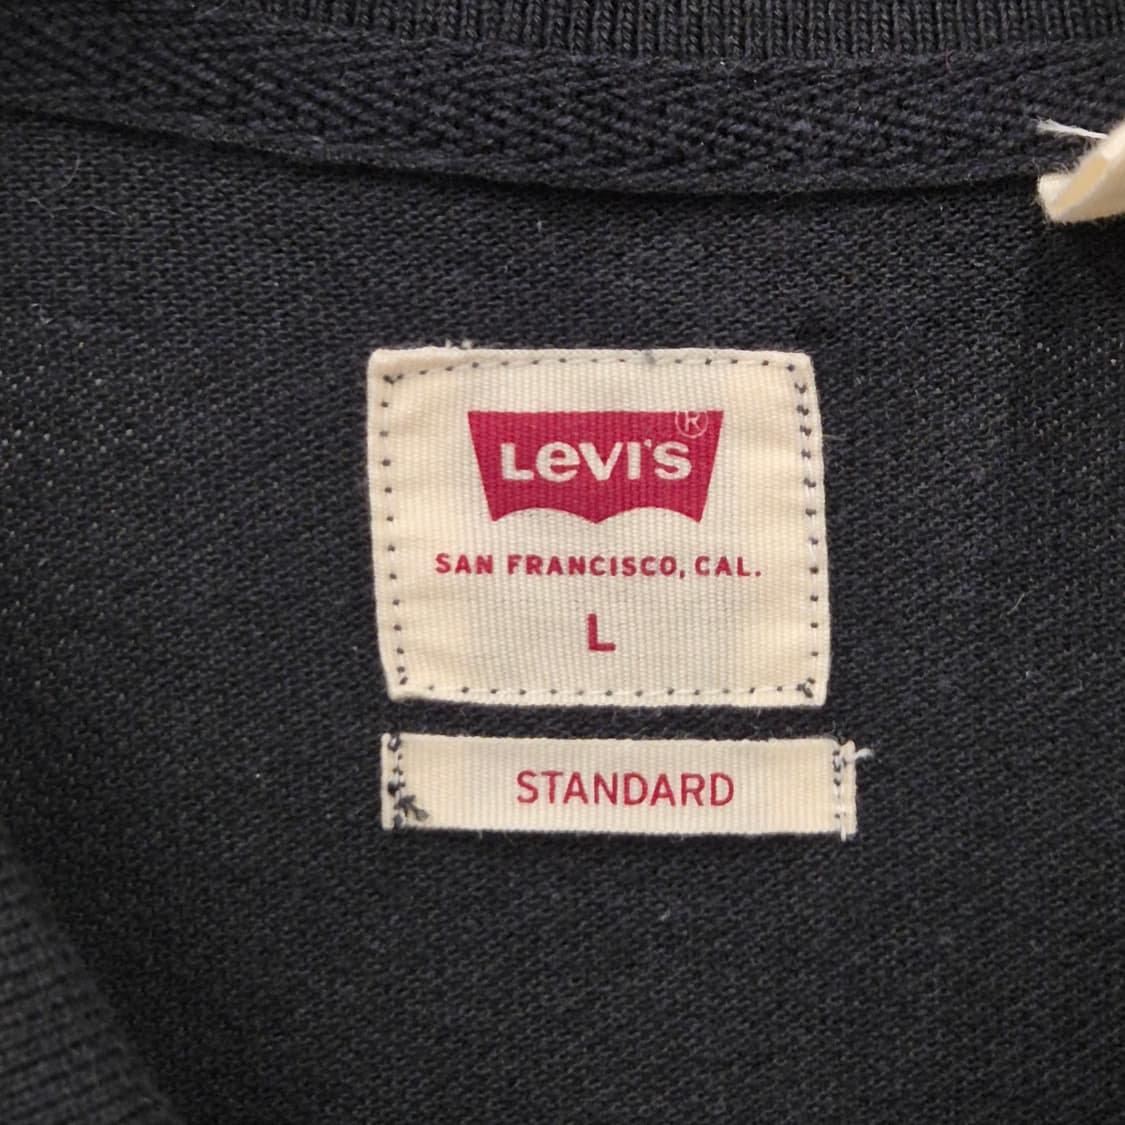 LEVI'S®
SAN FRANCISCO, CAL.
L
STANDARD